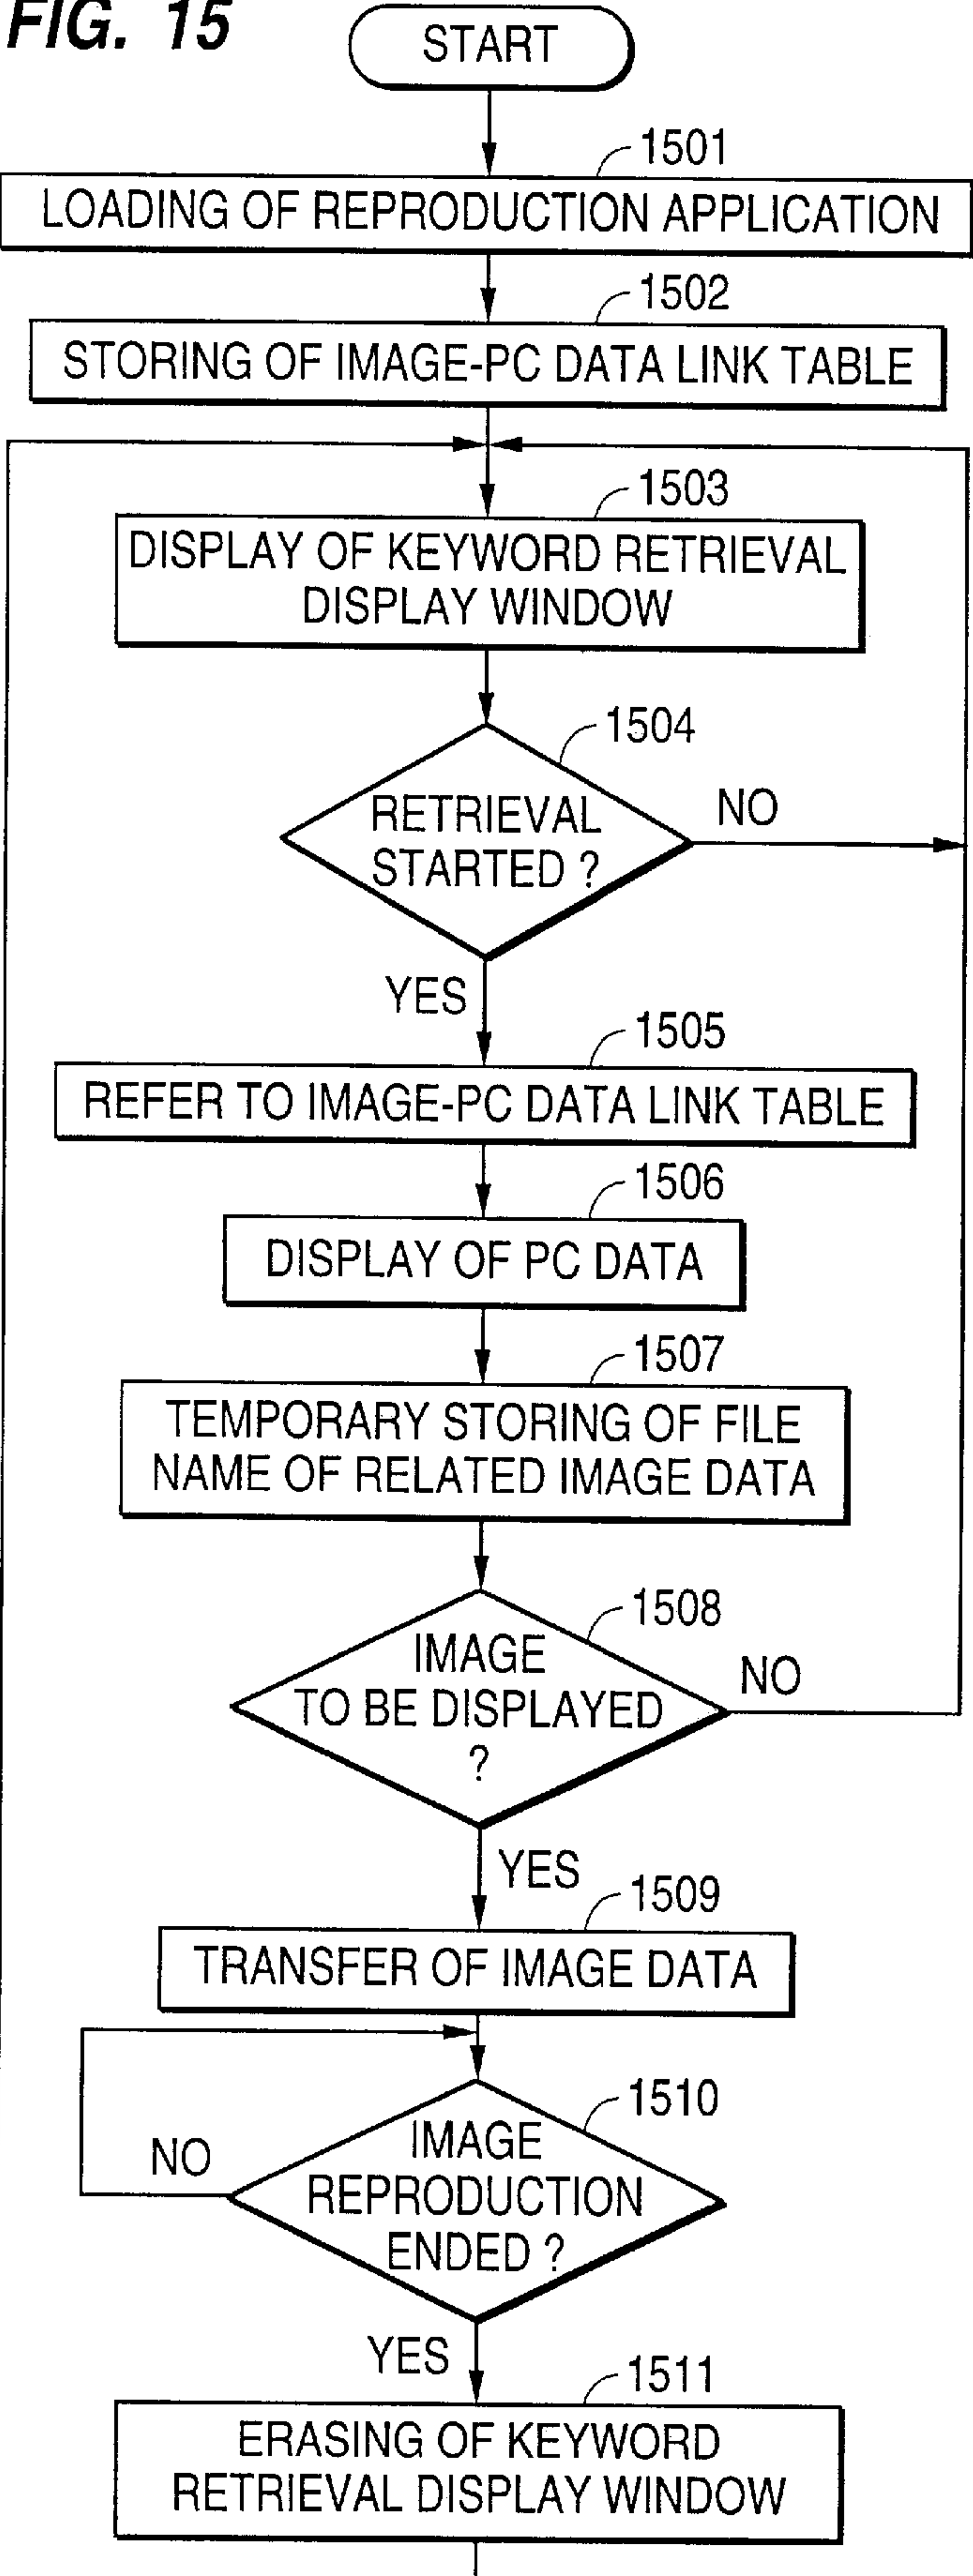 FIG. 15
START
1501
LOADING OF REPRODUCTION APPLICATION
1502
STORING OF IMAGE-PC DATA LINK TABLE
1503
DISPLAY OF KEYWORD RETRIEVAL
DISPLAY WINDOW
1504
RETRIEVAL
STARTED ?
NO
YES
1505
REFER TO IMAGE-PC DATA LINK TABLE
1506
DISPLAY OF PC DATA
1507
TEMPORARY STORING OF FILE
NAME OF RELATED IMAGE DATA
1508
IMAGE
TO BE DISPLAYED
?
NO
YES
1509
TRANSFER OF IMAGE DATA
1510
IMAGE
REPRODUCTION
ENDED ?
NO
YES
1511
ERASING OF KEYWORD
RETRIEVAL DISPLAY WINDOW